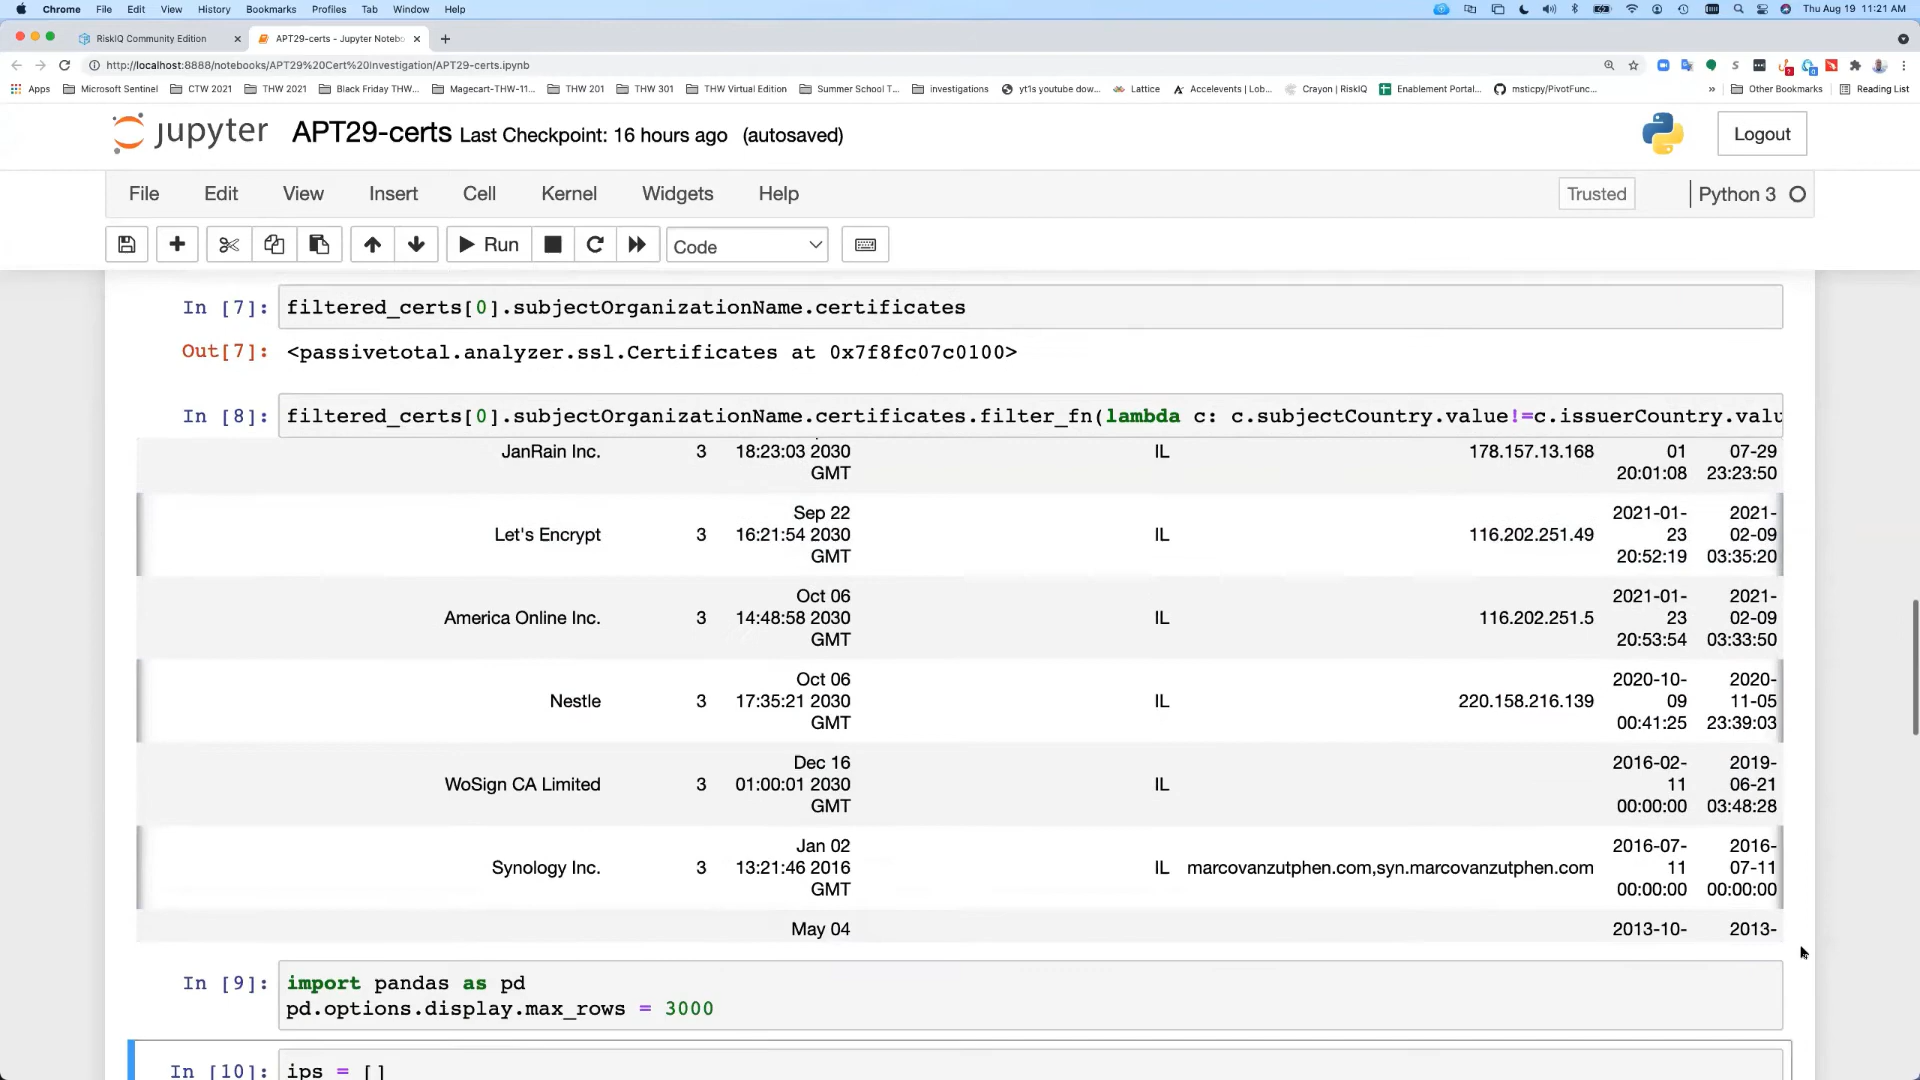 Chrome File Edit View History Bookmarks Profiles Tab Window Help Thu Aug 19 11:21 AM
RiskIQ Community Edition APT29-certs - Jupyter Notebo
http://localhost:8888/notebooks/APT29%20Cert%20Investigation/APT29-certs.ipynb
Apps Microsoft Sentinel CTW 2021 THW 2021 Black Friday THW... Magecart-THW-11... THW 201 THW 301 THW Virtual Edition Summer School T... investigations yt1s youtube dow... Lattice Accelevents | Lob... Crayon | RiskIQ Enablement Portal... msticpy/PivotFunc... » Other Bookmarks Reading List
jupyter APT29-certs Last Checkpoint: 16 hours ago (autosaved) Logout
File Edit View Insert Cell Kernel Widgets Help Trusted Python 3
Run Code
In [7]: filtered_certs[0].subjectOrganizationName.certificates
Out[7]: <passivetotal.analyzer.ssl.Certificates at 0x7f8fc07c0100>
In [8]: filtered_certs[0].subjectOrganizationName.certificates.filter_fn(lambda c: c.subjectCountry.value!=c.issuerCountry.valu
JanRain Inc. 3 18:23:03 2030 IL 178.157.13.168 01 07-29
GMT 20:01:08 23:23:50
Sep 22 2021-01- 2021-
Let's Encrypt 3 16:21:54 2030 IL 116.202.251.49 23 02-09
GMT 20:52:19 03:35:20
Oct 06 2021-01- 2021-
America Online Inc. 3 14:48:58 2030 IL 116.202.251.5 23 02-09
GMT 20:53:54 03:33:50
Oct 06 2020-10- 2020-
Nestle 3 17:35:21 2030 IL 220.158.216.139 09 11-05
GMT 00:41:25 23:39:03
Dec 16 2016-02- 2019-
WoSign CA Limited 3 01:00:01 2030 IL 11 06-21
GMT 00:00:00 03:48:28
Jan 02 2016-07- 2016-
Synology Inc. 3 13:21:46 2016 IL marcovanzutphen.com,syn.marcovanzutphen.com 11 07-11
GMT 00:00:00 00:00:00
May 04 2013-10- 2013-
In [9]: import pandas as pd
pd.options.display.max_rows = 3000
In [10]: ips = []